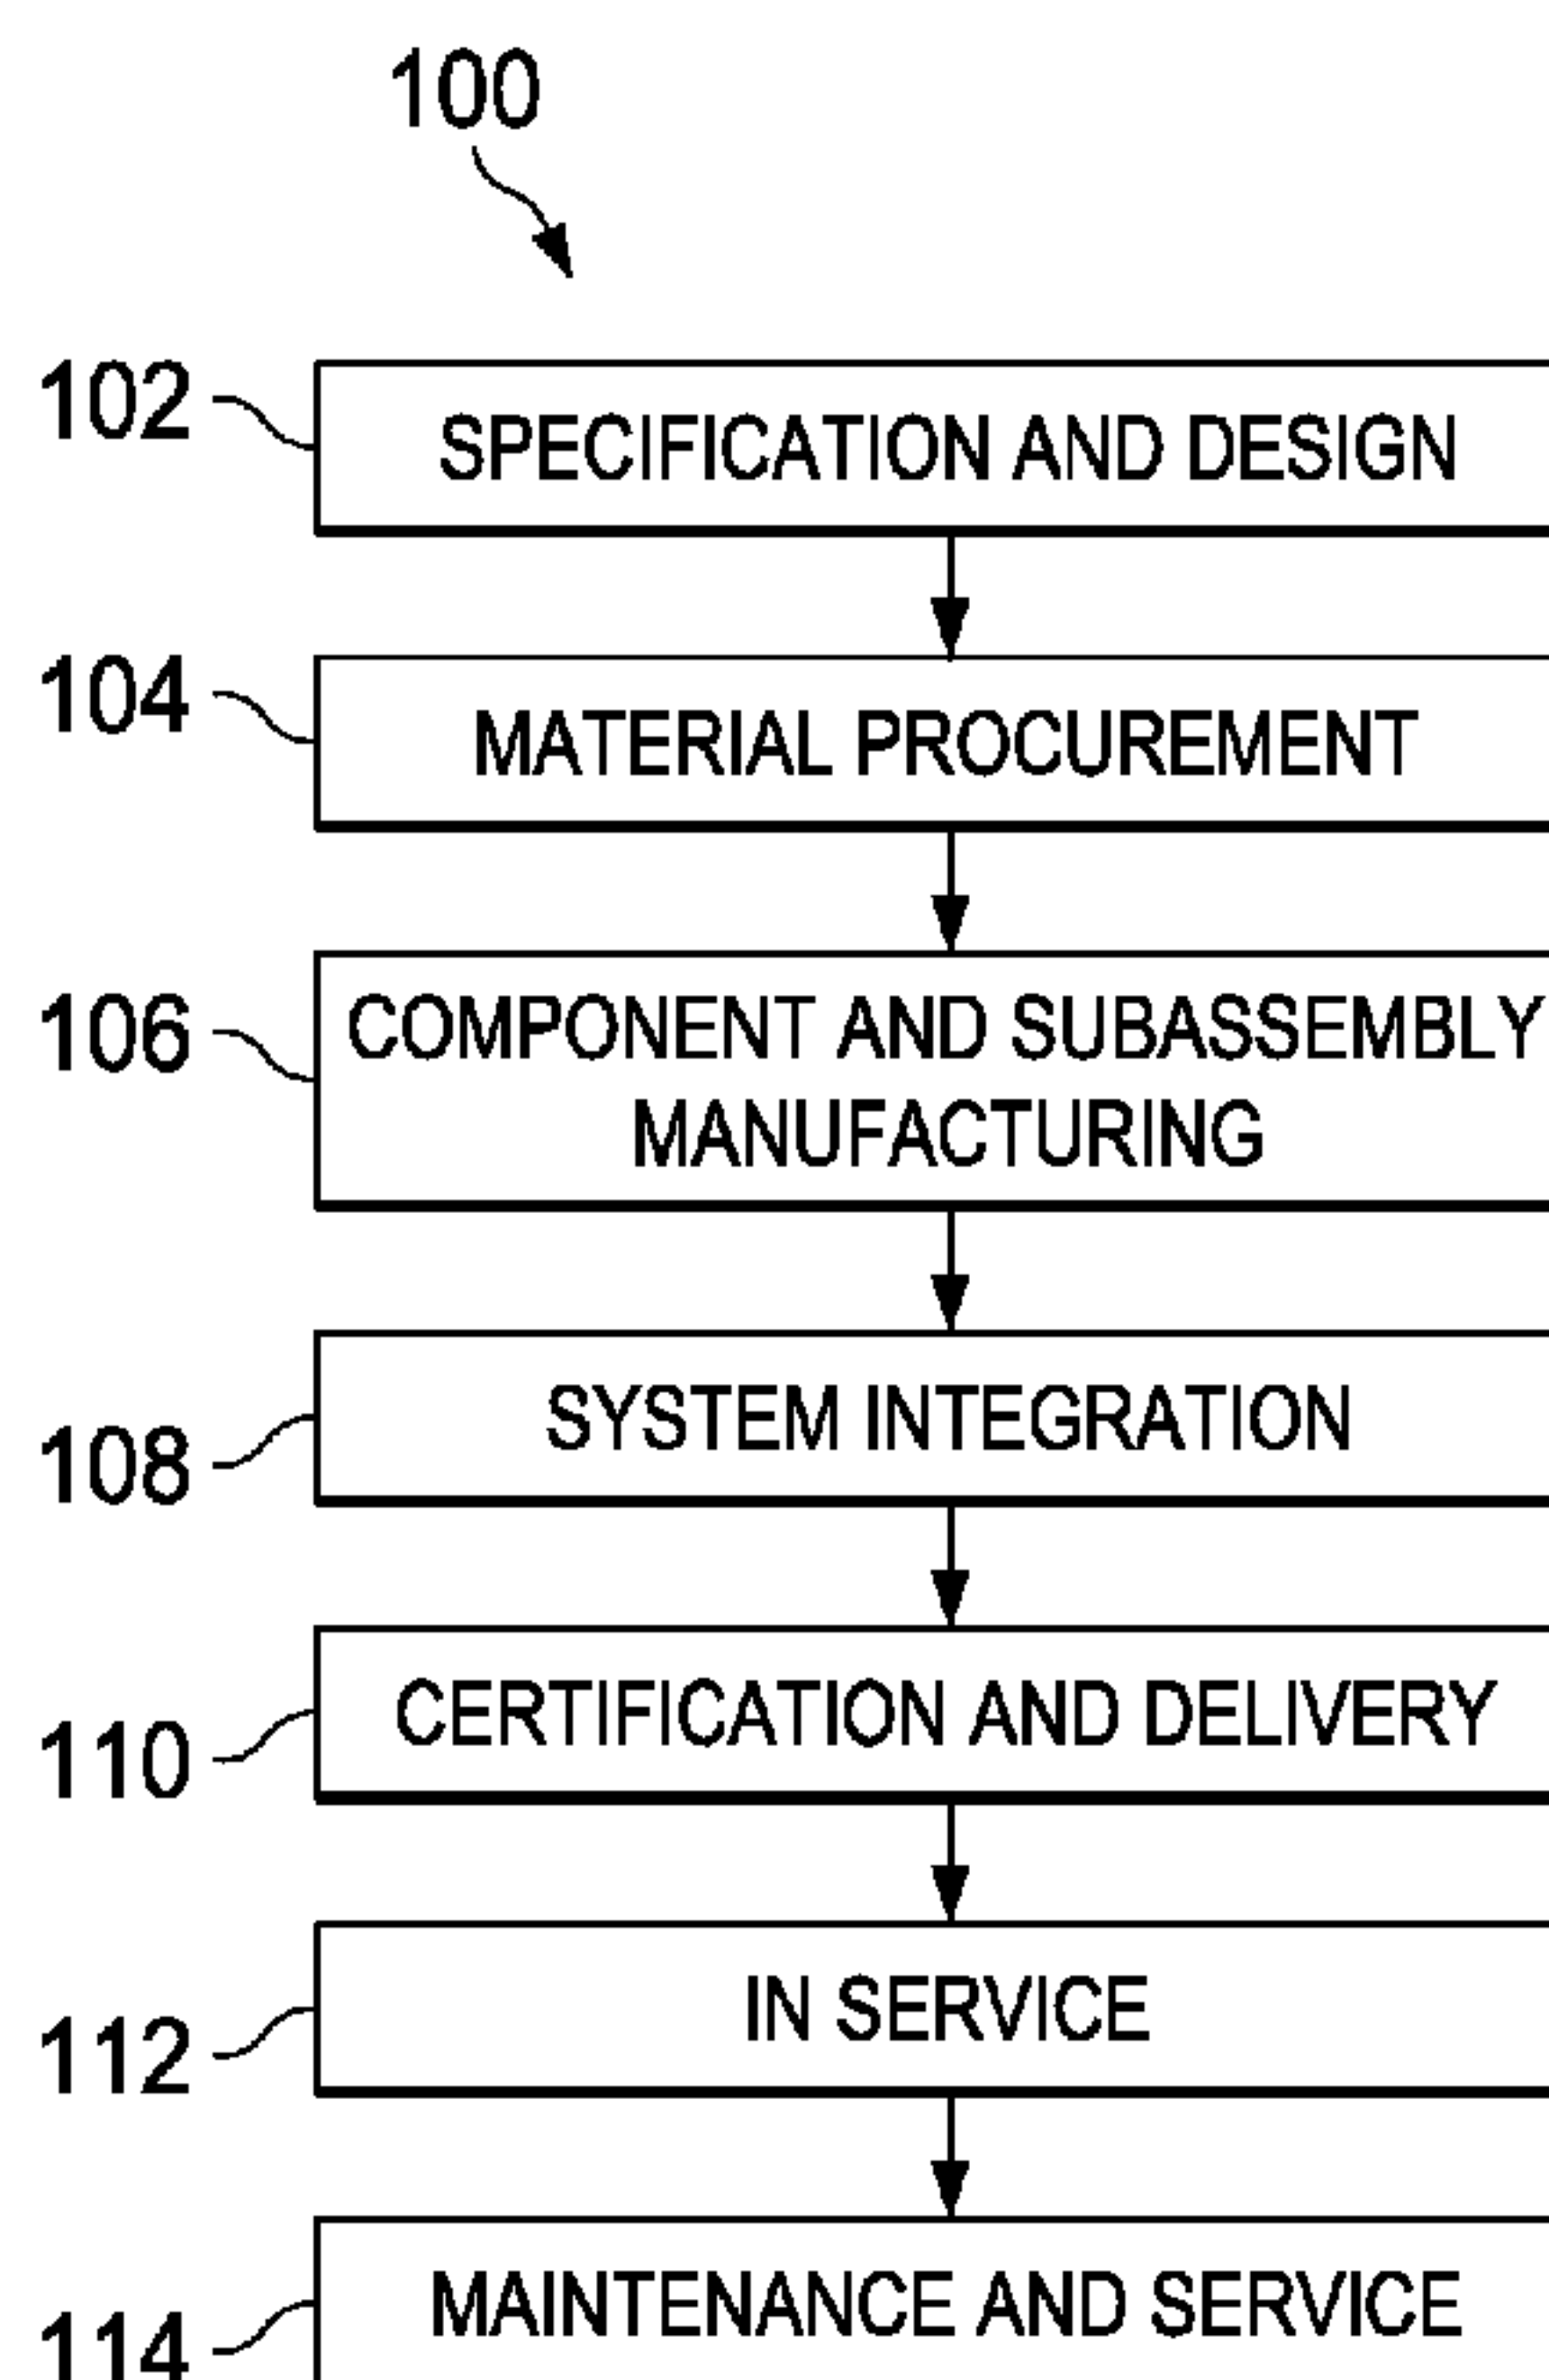 100
102
SPECIFICATION AND DESIGN
104
MATERIAL PROCUREMENT
106
COMPONENT AND SUBASSEMBLY
MANUFACTURING
108
SYSTEM INTEGRATION
110
CERTIFICATION AND DELIVERY
112
IN SERVICE
114
MAINTENANCE AND SERVICE